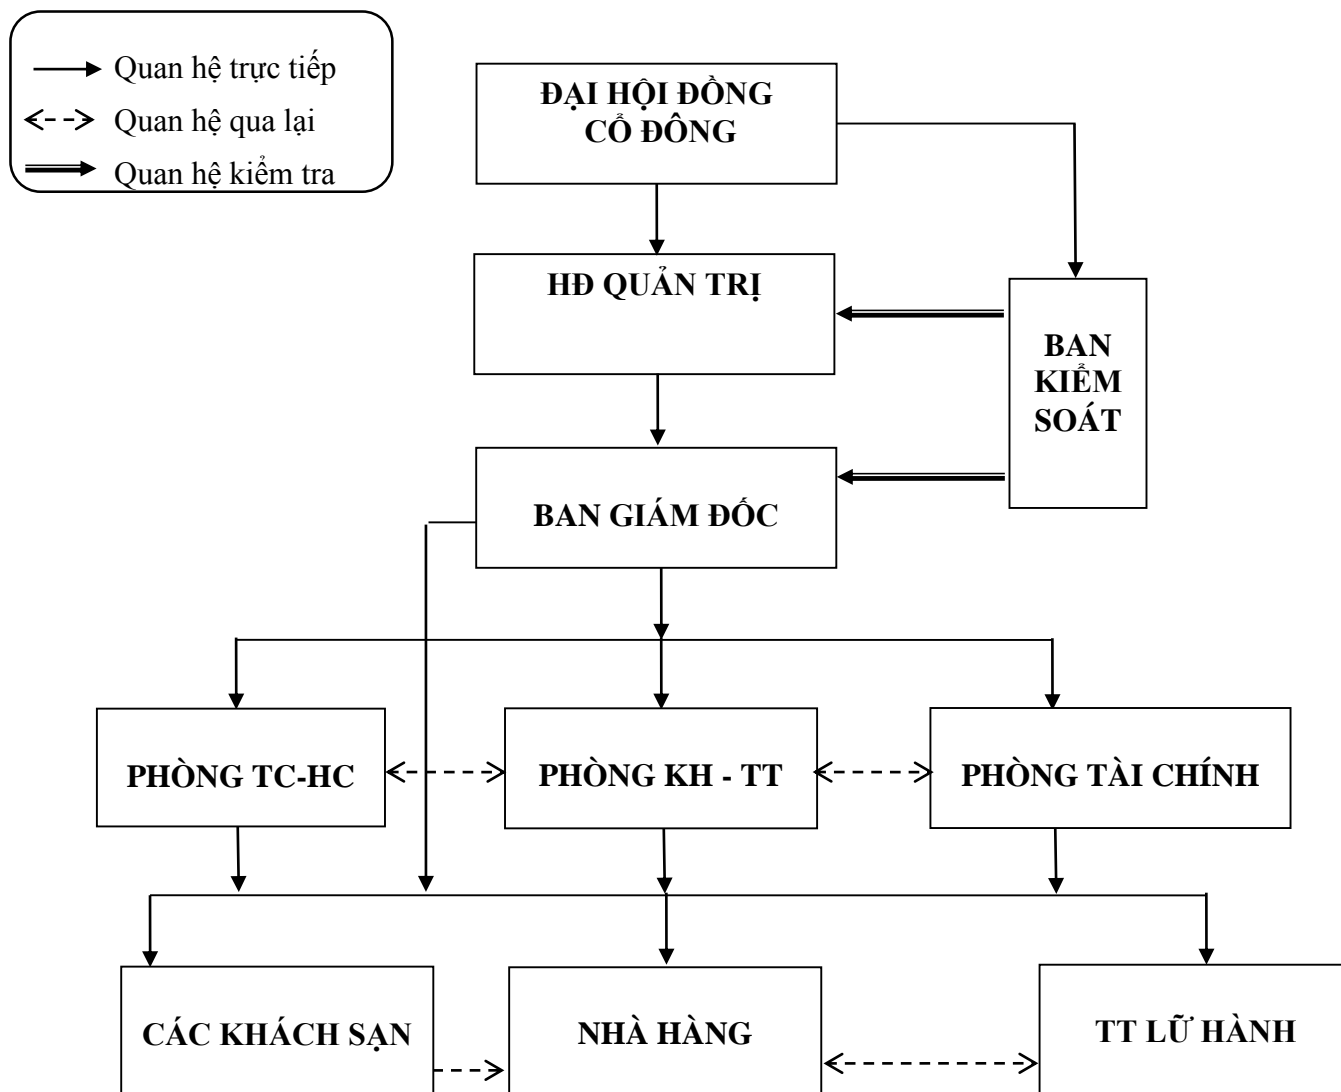 Quan hệ trực tiếp
Quan hệ qua lại
Quan hệ kiểm tra
ĐẠI HỘI ĐỒNG
CỔ ĐÔNG
HĐ QUẢN TRỊ
BAN
KIỂM
SOÁT
BAN GIÁM ĐỐC
PHÒNG TC-HC
PHÒNG KH - TT
PHÒNG TÀI CHÍNH
CÁC KHÁCH SẠN
NHÀ HÀNG
TT LỮ HÀNH